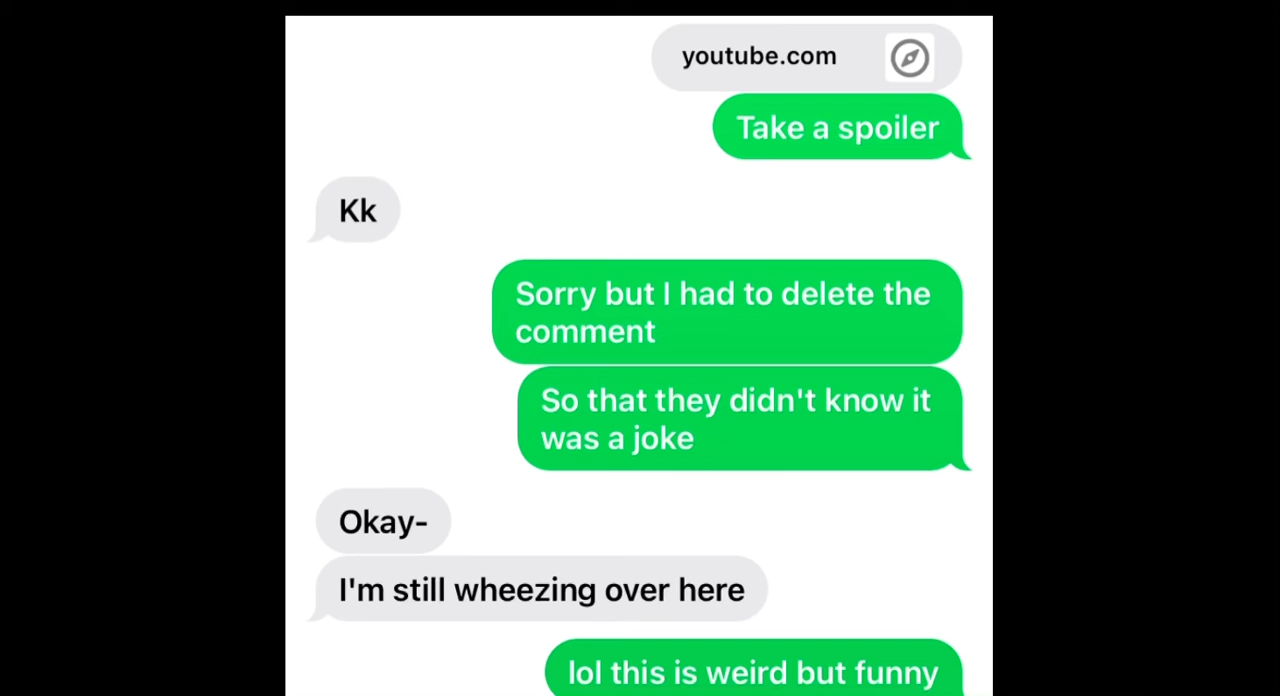 youtube.com
Take a spoiler
Kk
Sorry but I had to delete the
comment
So that they didn't know it
was a joke
Okay-
I'm still wheezing over here
lol this is weird but funny